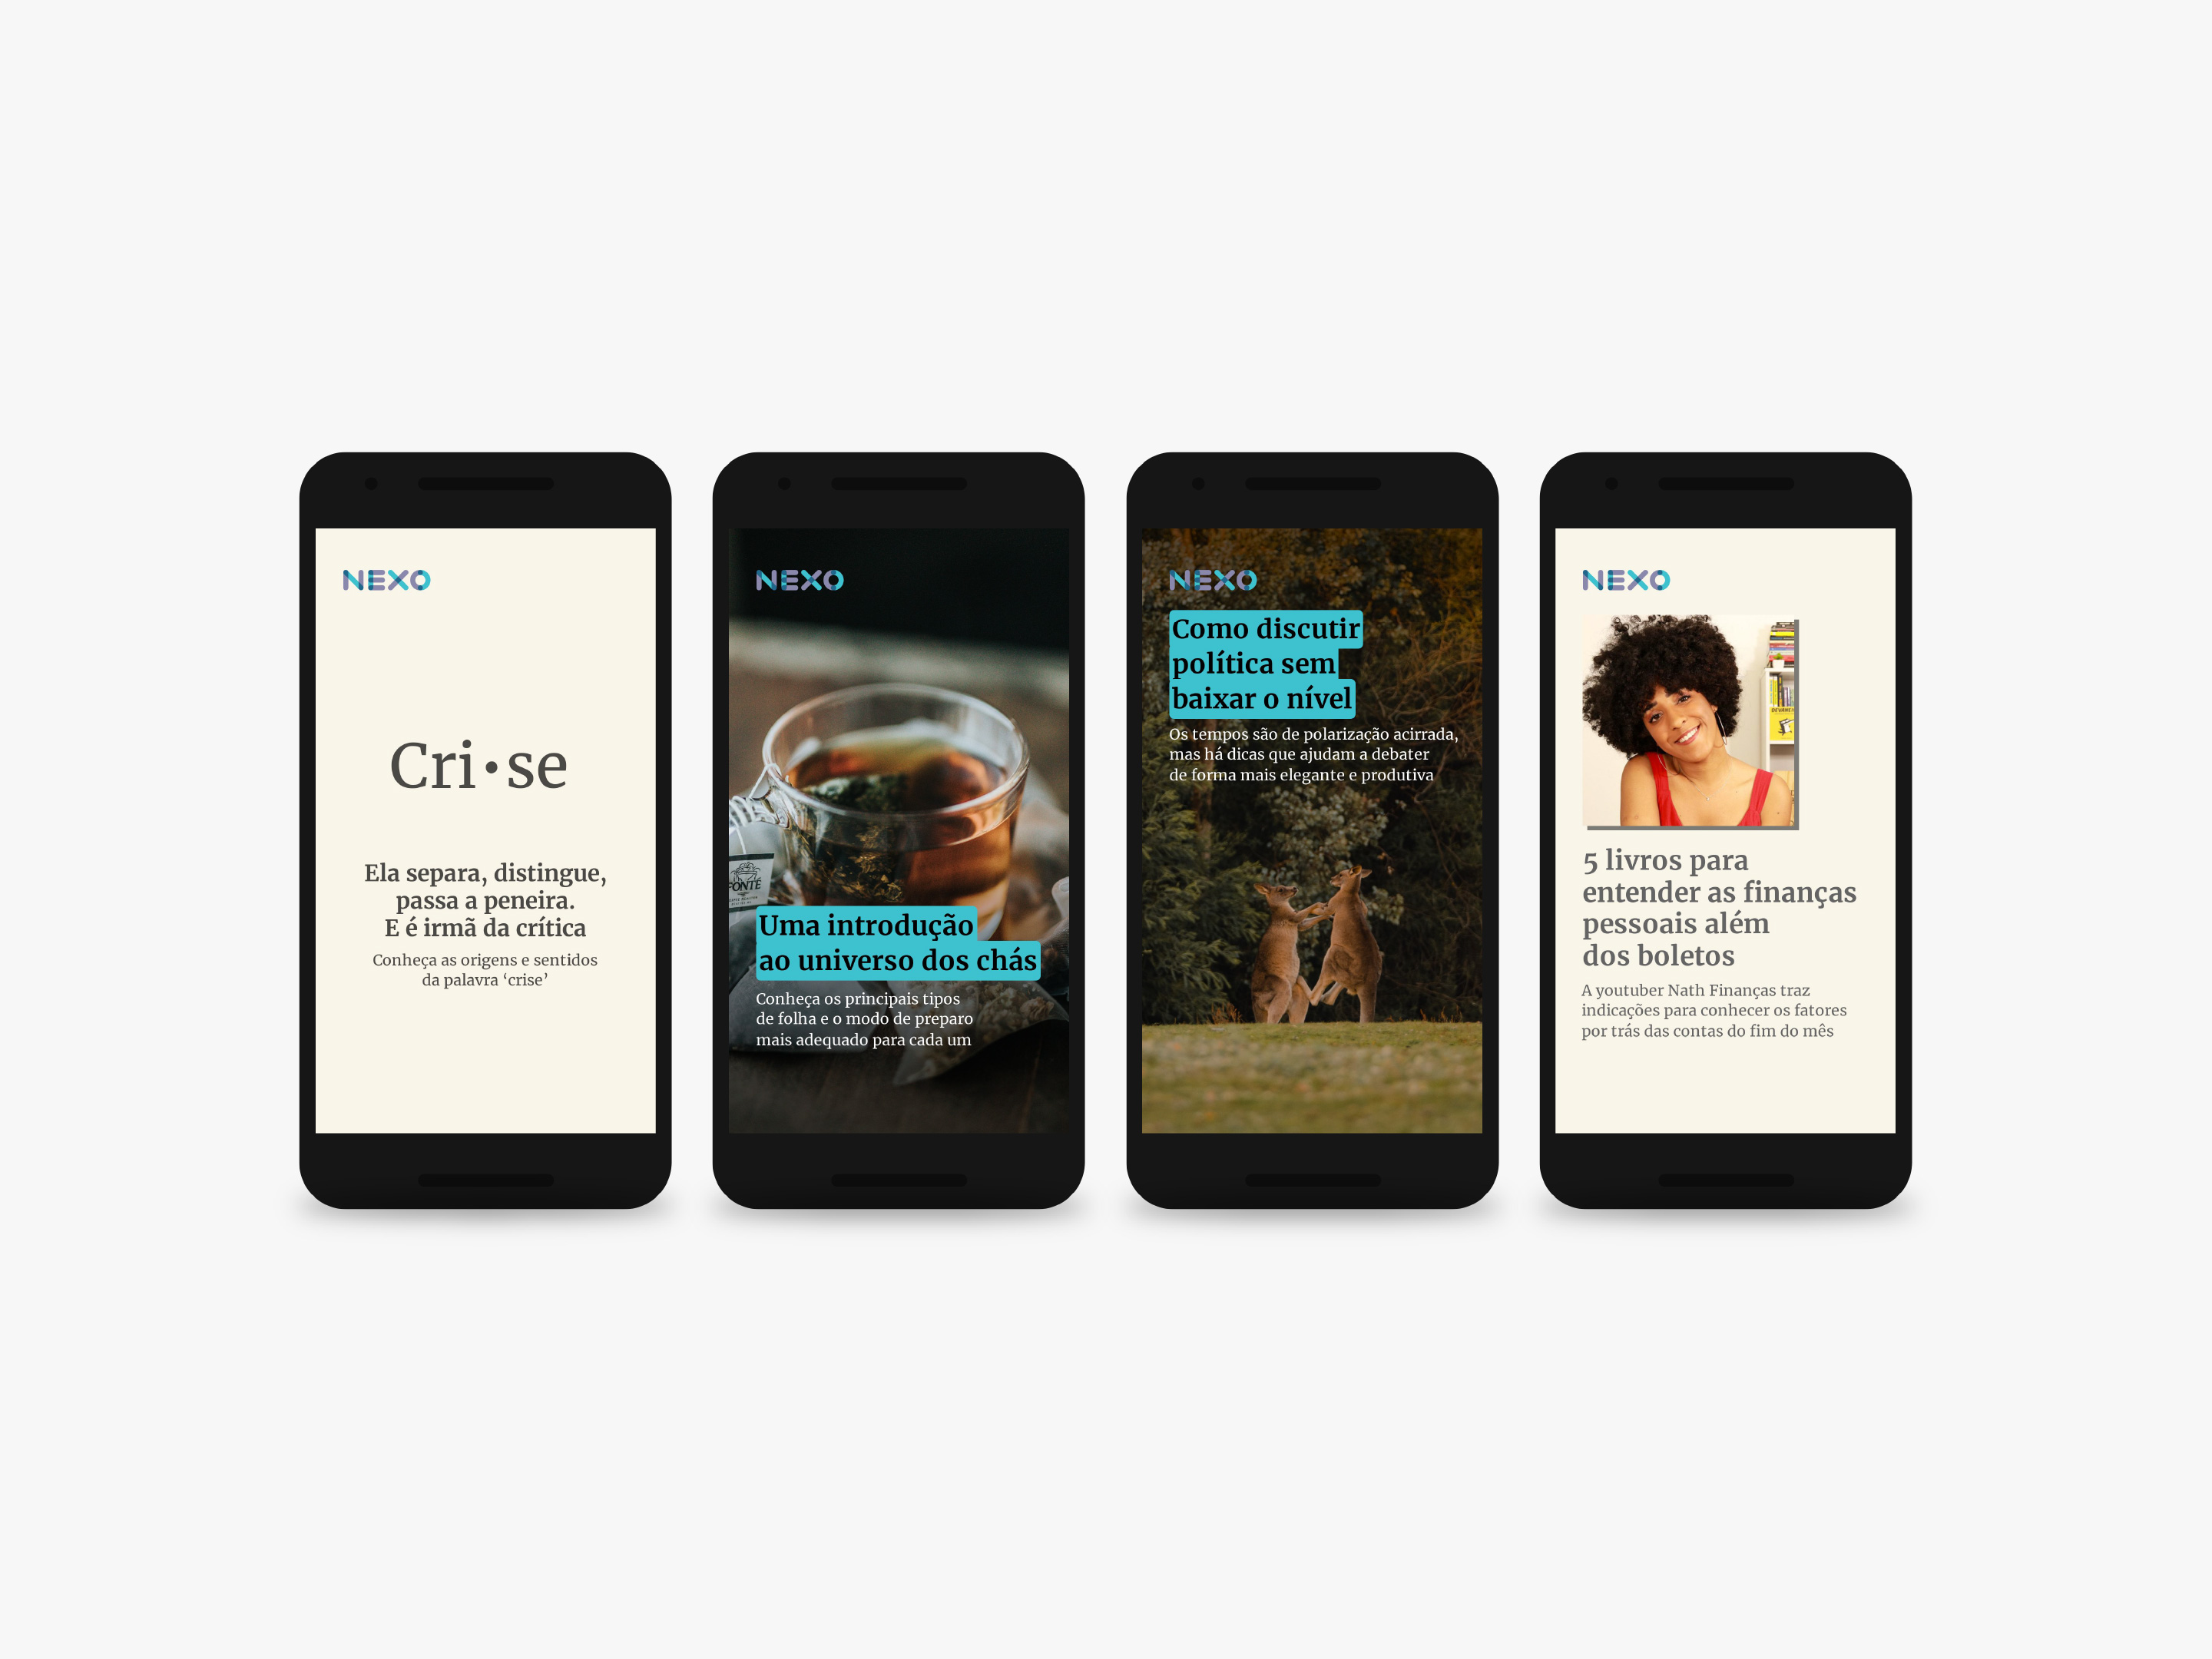 NEXO
Cri•se
Ela separa, distingue,
passa a peneira.
E é irmã da crítica
Conheça as origens e sentidos
da palavra ‘crise’
NEXO
FONTÉ
Uma introdução
ao universo dos chás
Conheça os principais tipos
de folha e o modo de preparo
mais adequado para cada um
NEXO
Como discutir
política sem
baixar o nível
Os tempos são de polarização acirrada,
mas há dicas que ajudam a debater
de forma mais elegante e produtiva
NEXO
5 livros para
entender as finanças
pessoais além
dos boletos
A youtuber Nath Finanças traz
indicações para conhecer os fatores
por trás das contas do fim do mês